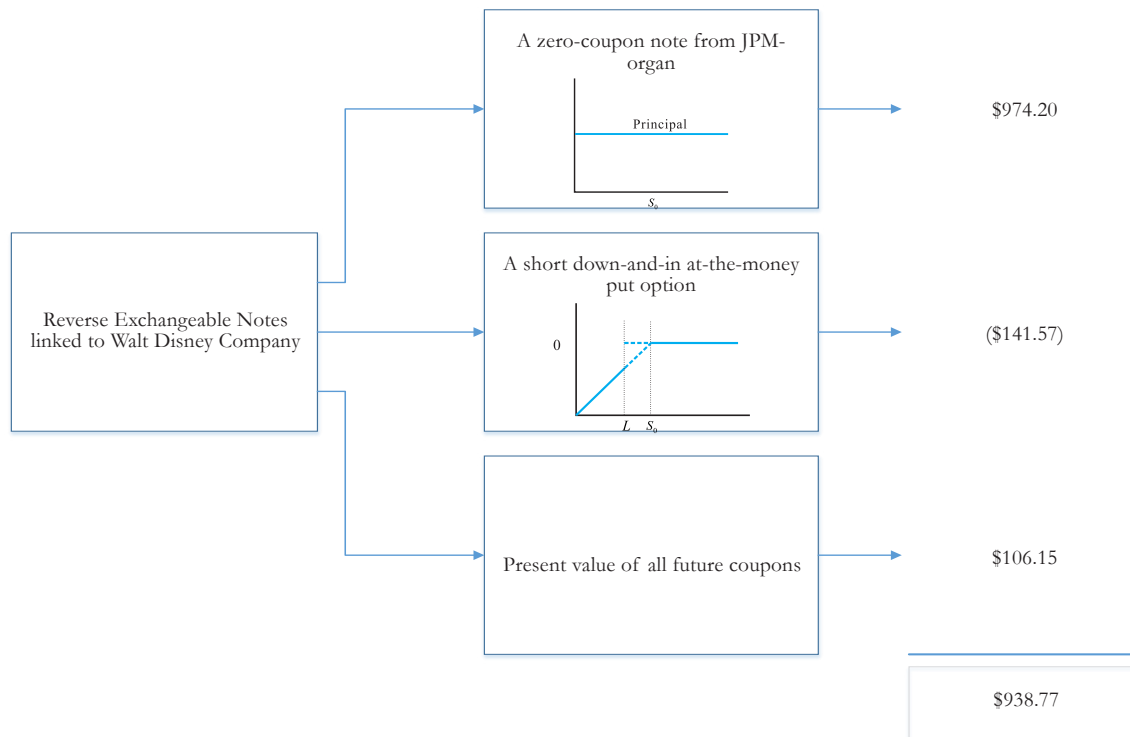 A zero-coupon note from JPM-
organ
Principal
S₀
$974.20
Reverse Exchangeable Notes
linked to Walt Disney Company
A short down-and-in at-the-money
put option
0
L S₀
($141.57)
Present value of all future coupons
$106.15
$938.77